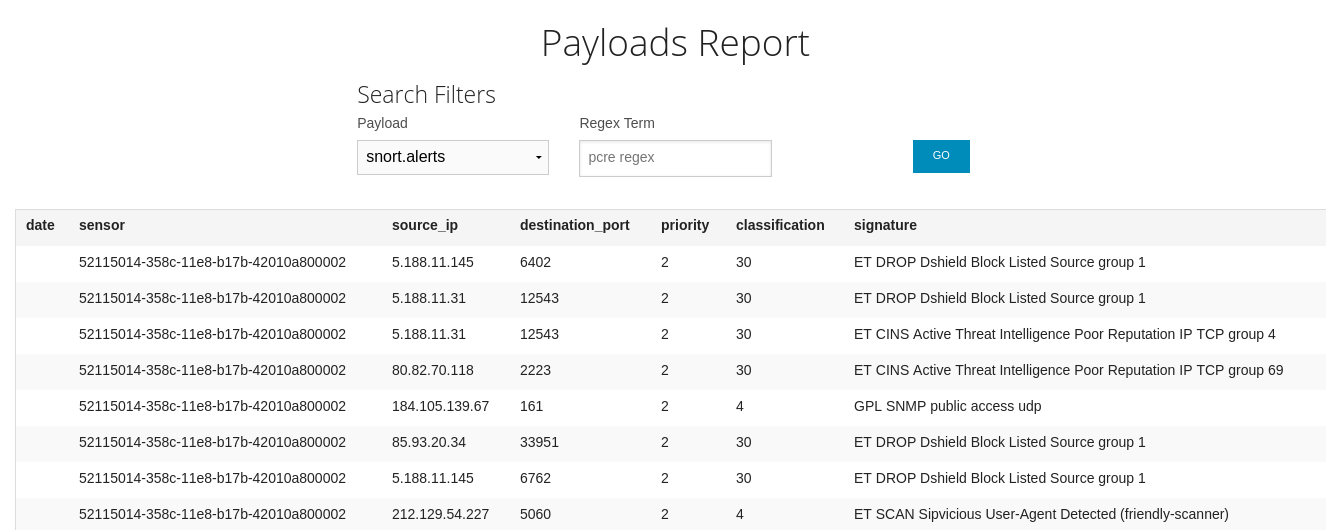 Payloads Report
Search Filters
Payload Regex Term
snort.alerts pcre regex GO
date sensor source_ip destination_port priority classification signature
52115014-358c-11e8-b17b-42010a800002 5.188.11.145 6402 2 30 ET DROP Dshield Block Listed Source group 1
52115014-358c-11e8-b17b-42010a800002 5.188.11.31 12543 2 30 ET DROP Dshield Block Listed Source group 1
52115014-358c-11e8-b17b-42010a800002 5.188.11.31 12543 2 30 ET CINS Active Threat Intelligence Poor Reputation IP TCP group 4
52115014-358c-11e8-b17b-42010a800002 80.82.70.118 2223 2 30 ET CINS Active Threat Intelligence Poor Reputation IP TCP group 69
52115014-358c-11e8-b17b-42010a800002 184.105.139.67 161 2 4 GPL SNMP public access udp
52115014-358c-11e8-b17b-42010a800002 85.93.20.34 33951 2 30 ET DROP Dshield Block Listed Source group 1
52115014-358c-11e8-b17b-42010a800002 5.188.11.145 6762 2 30 ET DROP Dshield Block Listed Source group 1
52115014-358c-11e8-b17b-42010a800002 212.129.54.227 5060 2 4 ET SCAN Sipvicious User-Agent Detected (friendly-scanner)